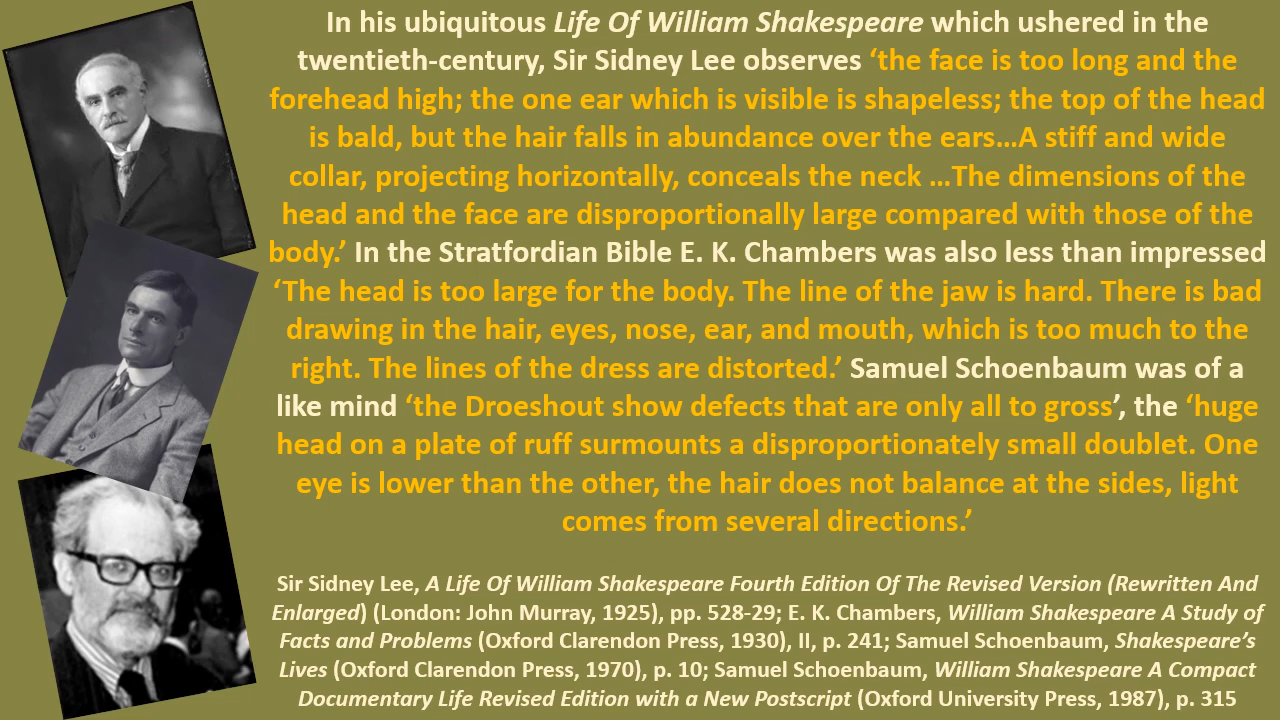 In his ubiquitous Life Of William Shakespeare which ushered in the
twentieth-century, Sir Sidney Lee observes ‘the face is too long and the
forehead high; the one ear which is visible is shapeless; the top of the head
is bald, but the hair falls in abundance over the ears…A stiff and wide
collar, projecting horizontally, conceals the neck …The dimensions of the
head and the face are disproportionally large compared with those of the
body.’ In the Stratfordian Bible E. K. Chambers was also less than impressed
‘The head is too large for the body. The line of the jaw is hard. There is bad
drawing in the hair, eyes, nose, ear, and mouth, which is too much to the
right. The lines of the dress are distorted.’ Samuel Schoenbaum was of a
like mind ‘the Droeshout show defects that are only all to gross’, the ‘huge
head on a plate of ruff surmounts a disproportionately small doublet. One
eye is lower than the other, the hair does not balance at the sides, light
comes from several directions.’
Sir Sidney Lee, A Life Of William Shakespeare Fourth Edition Of The Revised Version (Rewritten And
Enlarged) (London: John Murray, 1925), pp. 528-29; E. K. Chambers, William Shakespeare A Study of
Facts and Problems (Oxford Clarendon Press, 1930), II, p. 241; Samuel Schoenbaum, Shakespeare’s
Lives (Oxford Clarendon Press, 1970), p. 10; Samuel Schoenbaum, William Shakespeare A Compact
Documentary Life Revised Edition with a New Postscript (Oxford University Press, 1987), p. 315